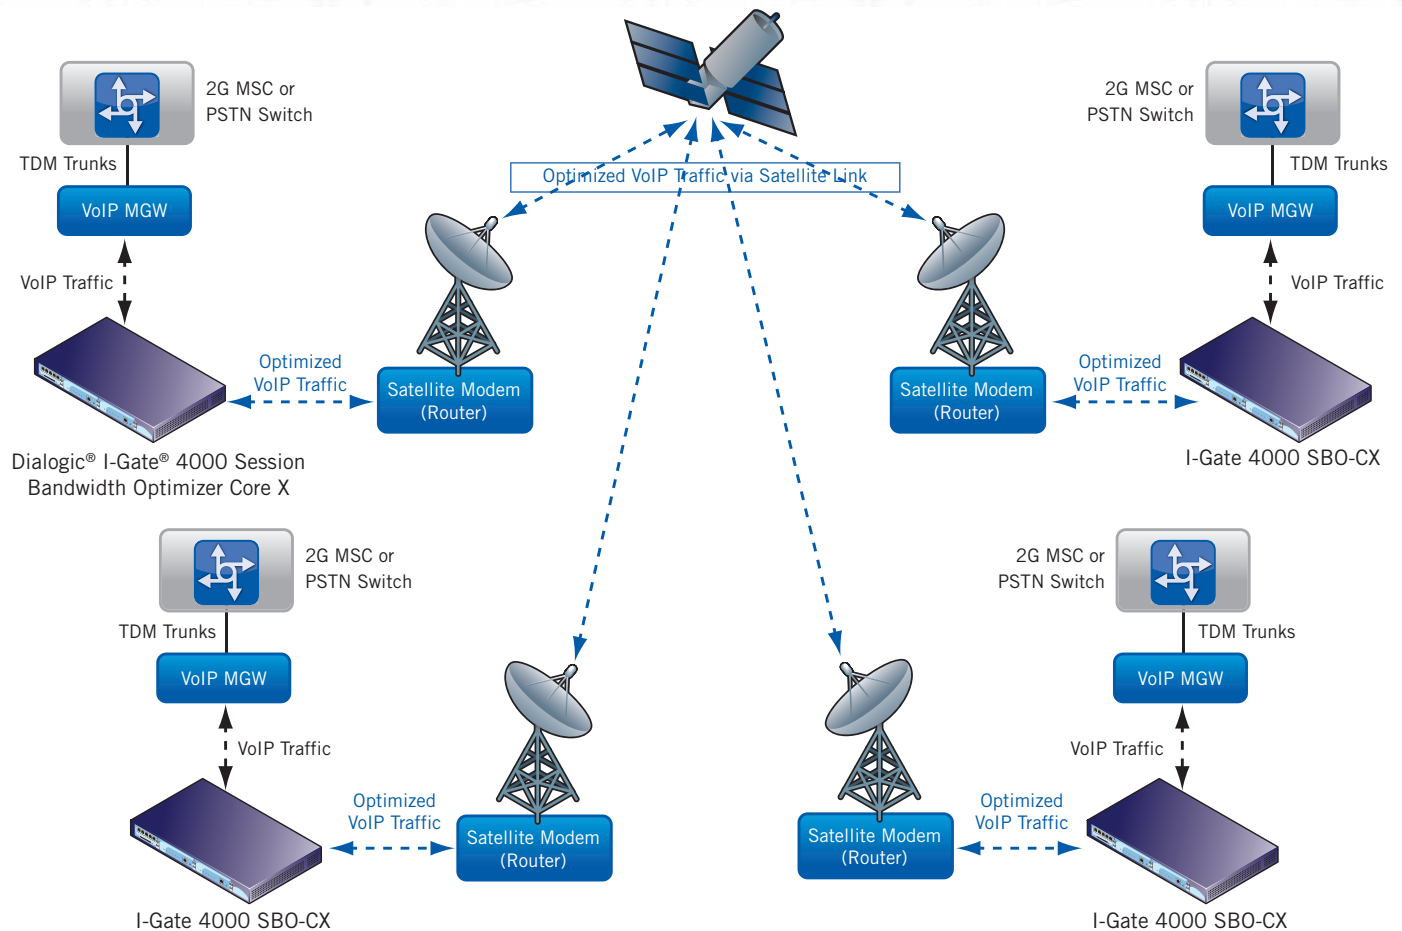 2G MSC or
PSTN Switch
TDM Trunks
VoIP MGW
VoIP Traffic
Optimized
VoIP Traffic
Satellite Modem
(Router)
Dialogic® I-Gate® 4000 Session
Bandwidth Optimizer Core X
Optimized VoIP Traffic via Satellite Link
2G MSC or
PSTN Switch
TDM Trunks
VoIP MGW
VoIP Traffic
Optimized
VoIP Traffic
Satellite Modem
(Router)
I-Gate 4000 SBO-CX
2G MSC or
PSTN Switch
TDM Trunks
VoIP MGW
VoIP Traffic
Optimized
VoIP Traffic
Satellite Modem
(Router)
I-Gate 4000 SBO-CX
2G MSC or
PSTN Switch
TDM Trunks
VoIP MGW
VoIP Traffic
Optimized
VoIP Traffic
Satellite Modem
(Router)
I-Gate 4000 SBO-CX